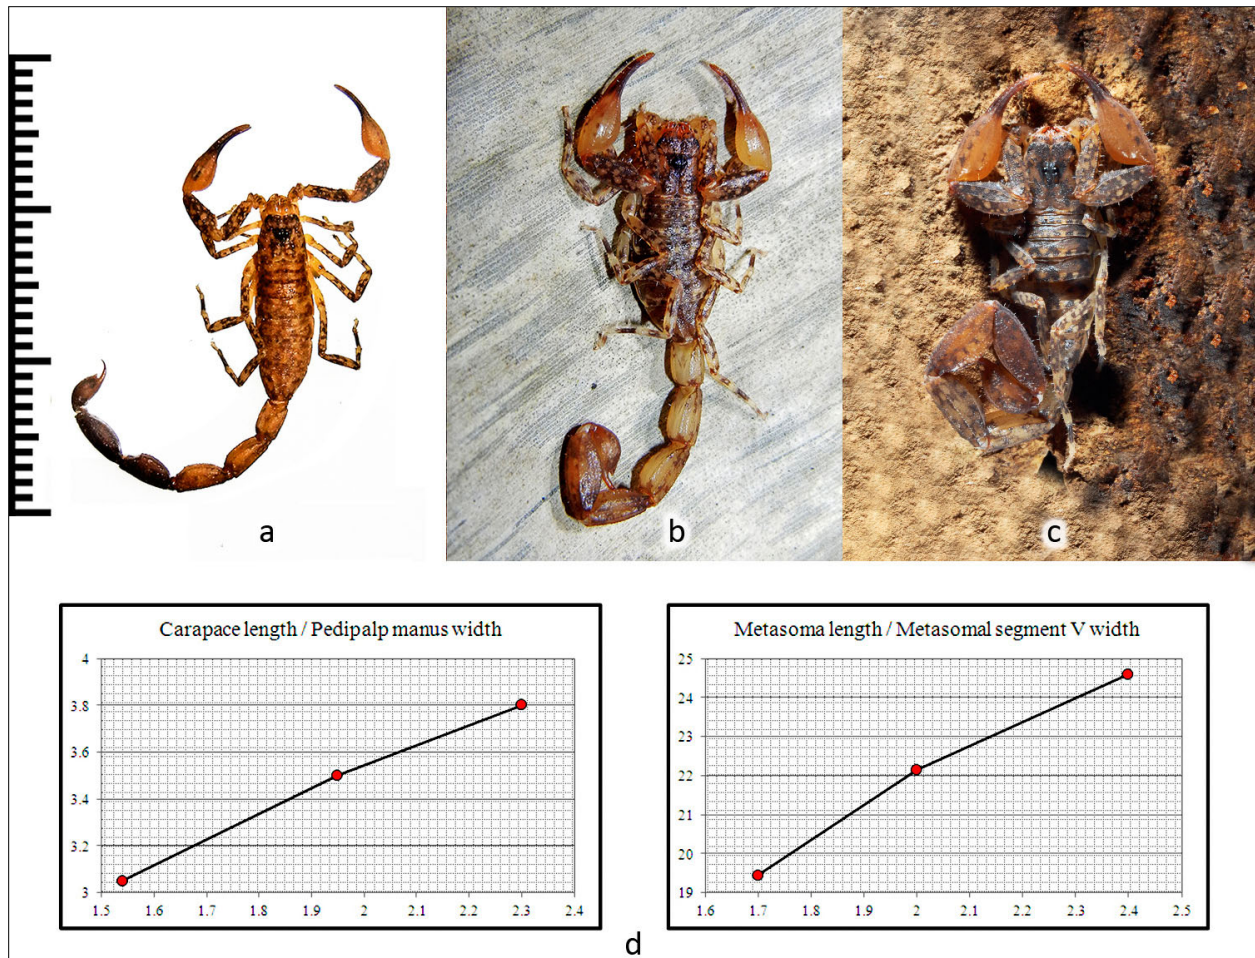 a
b
c
Carapace length / Pedipalp manus width
4
3.8
3.6
3.4
3.2
3
1.5 1.6 1.7 1.8 1.9 2 2.1 2.2 2.3 2.4
Metasoma length / Metasomal segment V width
25
24
23
22
21
20
19
1.6 1.7 1.8 1.9 2 2.1 2.2 2.3 2.4 2.5
d